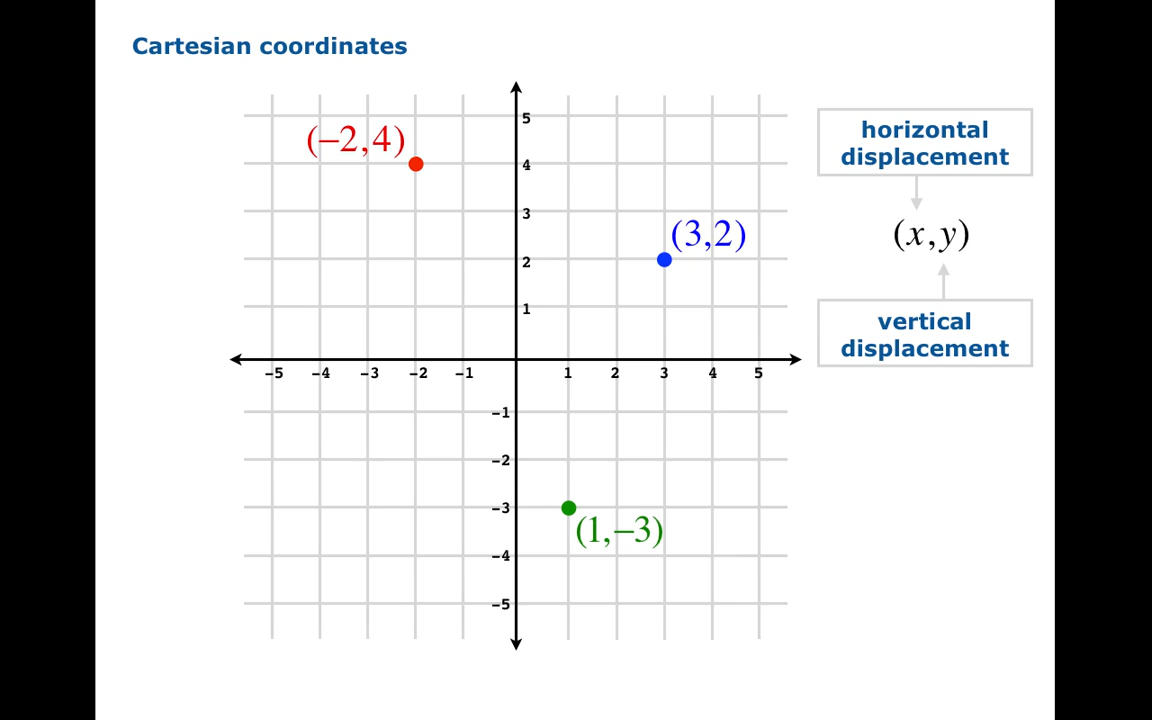 Cartesian coordinates
5
(–2,4)
4
3
(3,2)
2
1
-5 -4 -3 -2 -1 1 2 3 4 5
-1
-2
-3
(1,–3)
-4
-5
horizontal
displacement
(x,y)
vertical
displacement